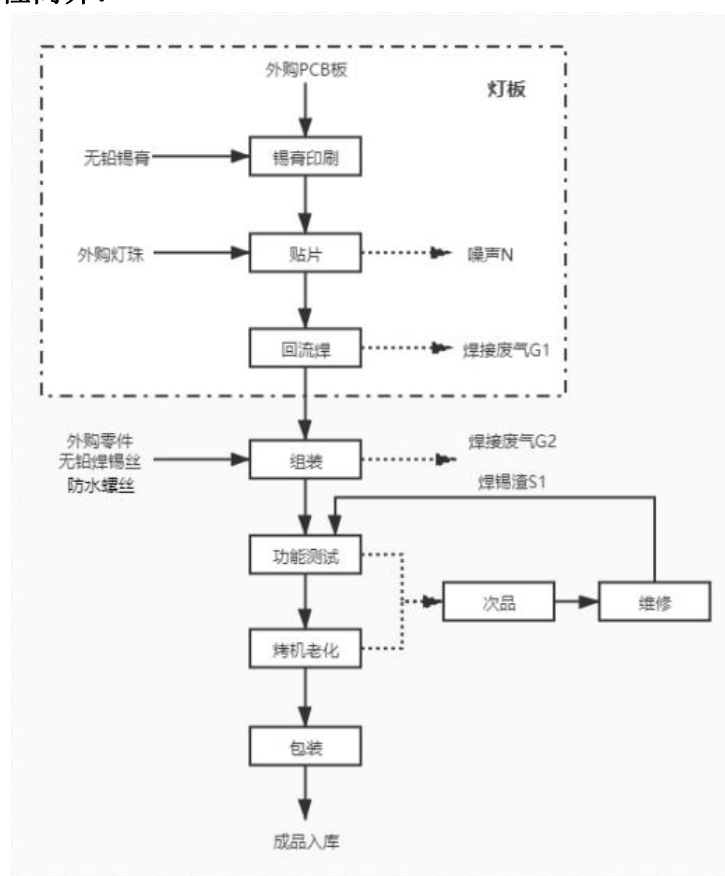 外购PCB板
灯板
无铅锡膏
锡膏印刷
外购灯珠
贴片
噪声N
回流焊
焊接废气G1
外购零件
无铅焊锡丝
防水螺丝
组装
焊接废气G2
焊锡渣S1
功能测试
次品
维修
烤机老化
包装
成品入库